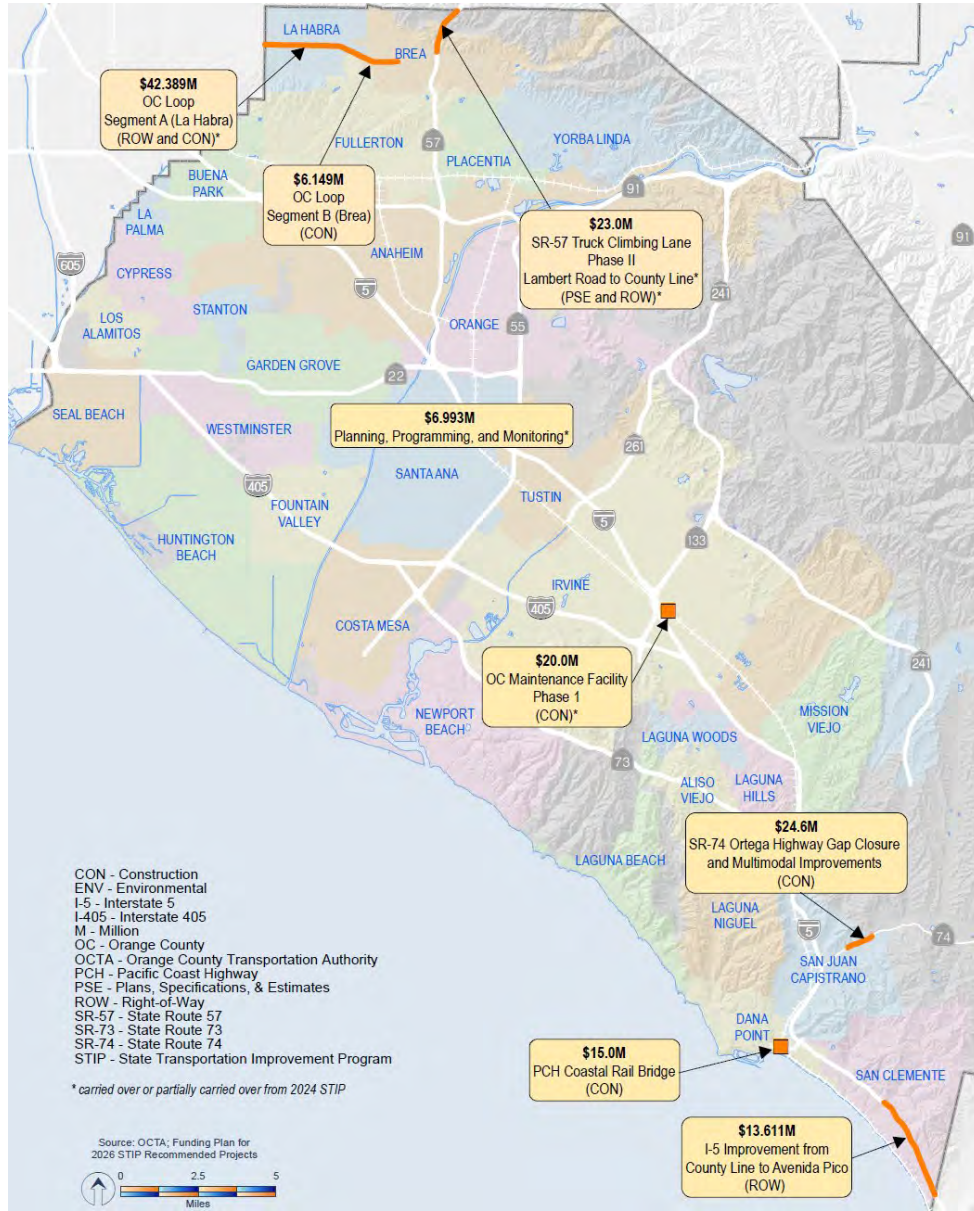 LA HABRA
BREA
$42.389M
OC Loop
Segment A (La Habra)
(ROW and CON)*
FULLERTON
57
PLACENTIA
YORBA LINDA
91
BUENA
PARK
$6.149M
OC Loop
Segment B (Brea)
(CON)
$23.0M
SR-57 Truck Climbing Lane
Phase II
Lambert Road to County Line*
(PSE and ROW)*
LA
PALMA
91
605
CYPRESS
ANAHEIM
5
241
STANTON
LOS
ALAMITOS
ORANGE
55
GARDEN GROVE
22
SEAL BEACH
$6.993M
Planning, Programming, and Monitoring*
WESTMINSTER
261
SANTA ANA
405
FOUNTAIN
VALLEY
TUSTIN
5
HUNTINGTON
BEACH
133
IRVINE
405
COSTA MESA
241
$20.0M
OC Maintenance Facility
Phase 1
(CON)*
NEWPORT
BEACH
MISSION
VIEJO
LAGUNA WOODS
73
ALISO
VIEJO
LAGUNA
HILLS
$24.6M
SR-74 Ortega Highway Gap Closure
and Multimodal Improvements
(CON)
LAGUNA BEACH
LAGUNA
NIGUEL
5
74
SAN JUAN
CAPISTRANO
CON - Construction
ENV - Environmental
I-5 - Interstate 5
I-405 - Interstate 405
M - Million
OC - Orange County
OCTA - Orange County Transportation Authority
PCH - Pacific Coast Highway
PSE - Plans, Specifications, & Estimates
ROW - Right-of-Way
SR-57 - State Route 57
SR-73 - State Route 73
SR-74 - State Route 74
STIP - State Transportation Improvement Program
* carried over or partially carried over from 2024 STIP
DANA
POINT
$15.0M
PCH Coastal Rail Bridge
(CON)
SAN CLEMENTE
$13.611M
I-5 Improvement from
County Line to Avenida Pico
(ROW)
Source: OCTA; Funding Plan for
2026 STIP Recommended Projects
0 2.5 5
Miles